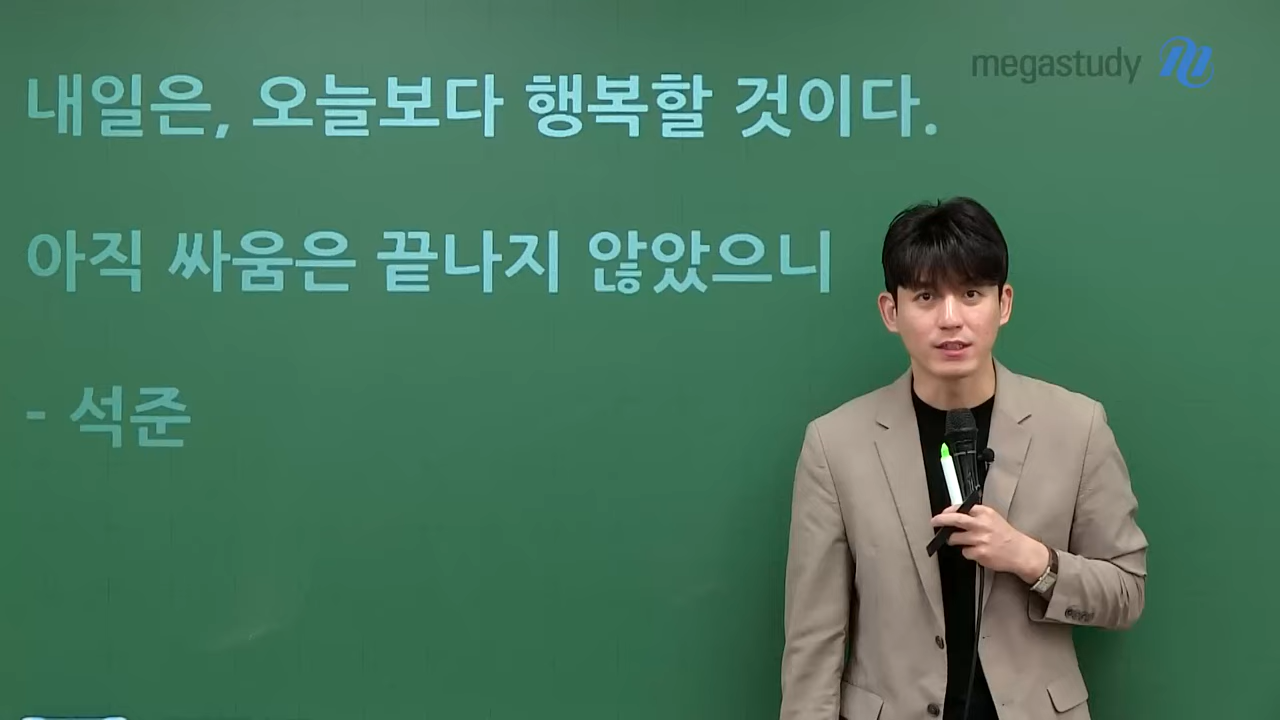 megastudy
내일은, 오늘보다 행복할 것이다.
아직 싸움은 끝나지 않았으니
- 석준